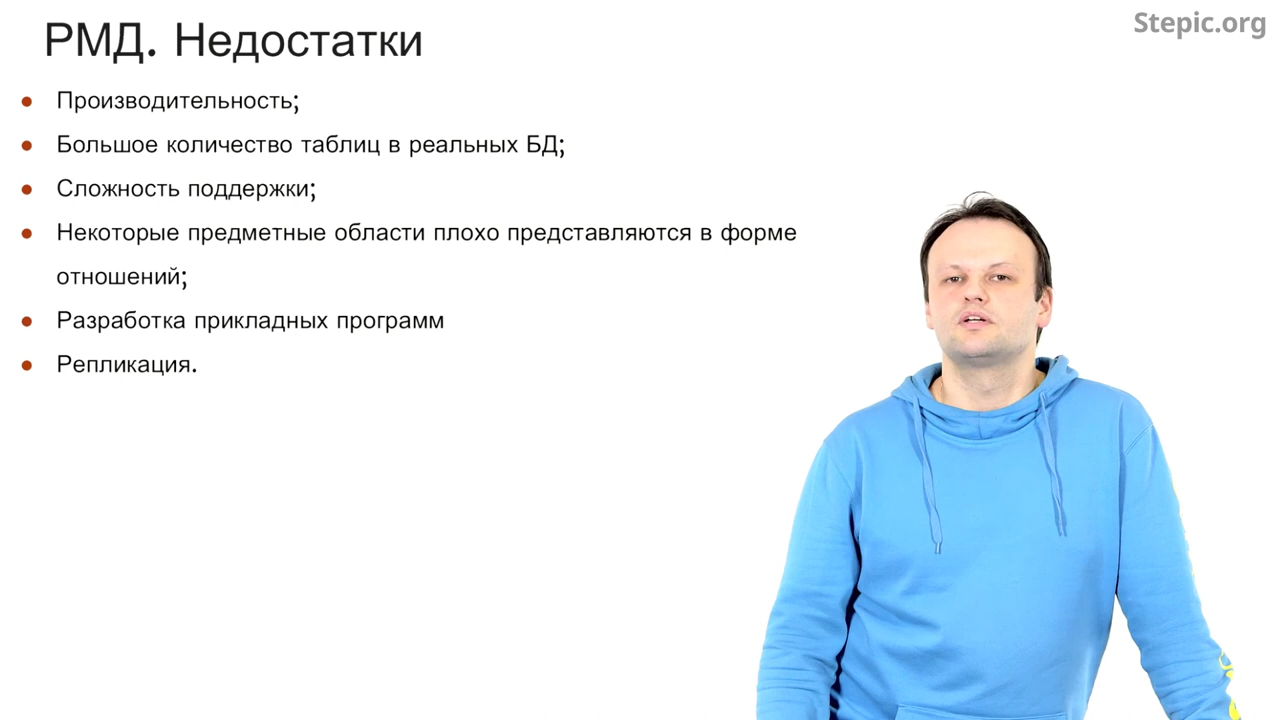 РМД. Недостатки
Stepic.org
Производительность;
Большое количество таблиц в реальных БД;
Сложность поддержки;
Некоторые предметные области плохо представляются в форме
отношений;
Разработка прикладных программ
Репликация.